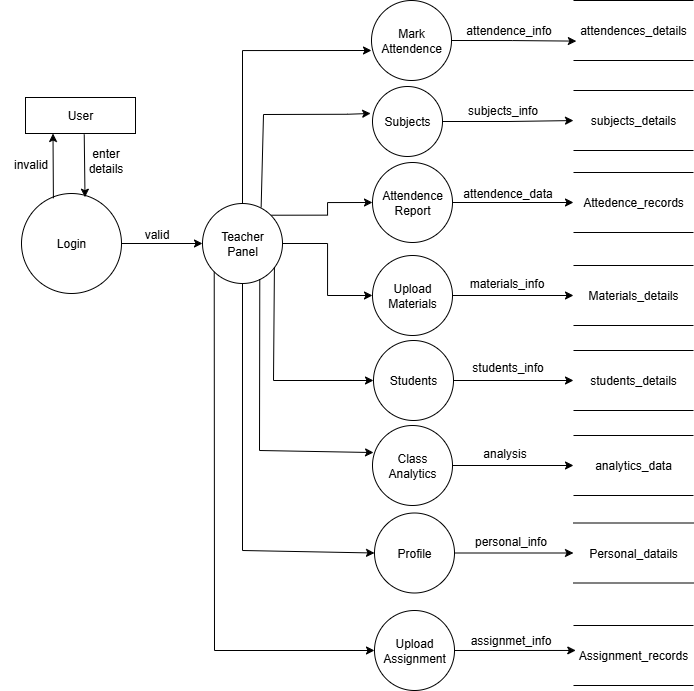 Mark
Attendence
attendence_info
attendences_details
User
invalid
enter
details
Login
valid
Teacher
Panel
Subjects
subjects_info
subjects_details
Attendence
Report
attendence_data
Attedence_records
Upload
Materials
materials_info
Materials_details
Students
students_info
students_details
Class
Analytics
analysis
analytics_data
Profile
personal_info
Personal_datails
Upload
Assignment
assignmet_info
Assignment_records